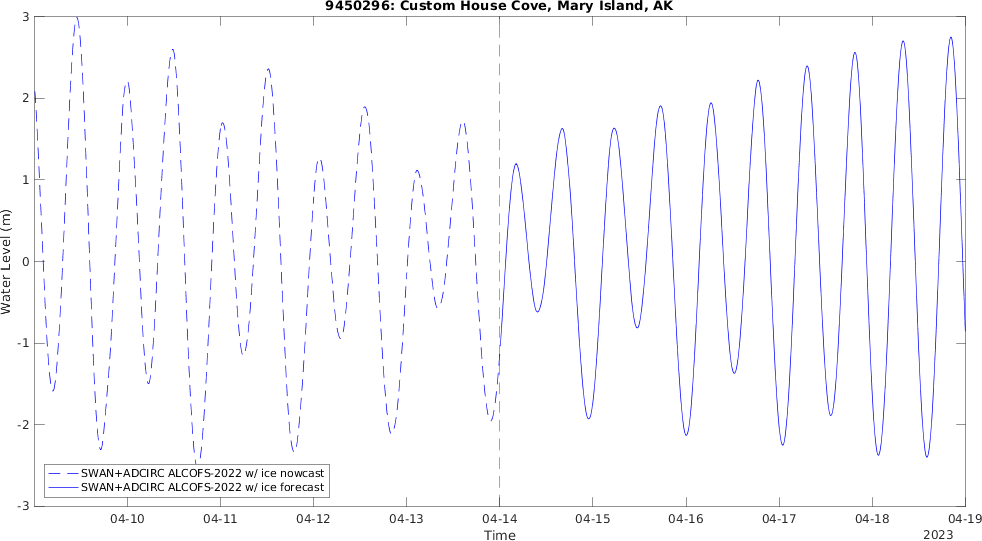 9450296: Custom House Cove, Mary Island, AK
3
2
1
0
-1
-2
-3
Water Level (m)
SWAN+ADCIRC ALCOFS-2022 w/ ice nowcast
SWAN+ADCIRC ALCOFS-2022 w/ ice forecast
04-10 04-11 04-12 04-13 04-14 04-15 04-16 04-17 04-18 04-19
Time
2023